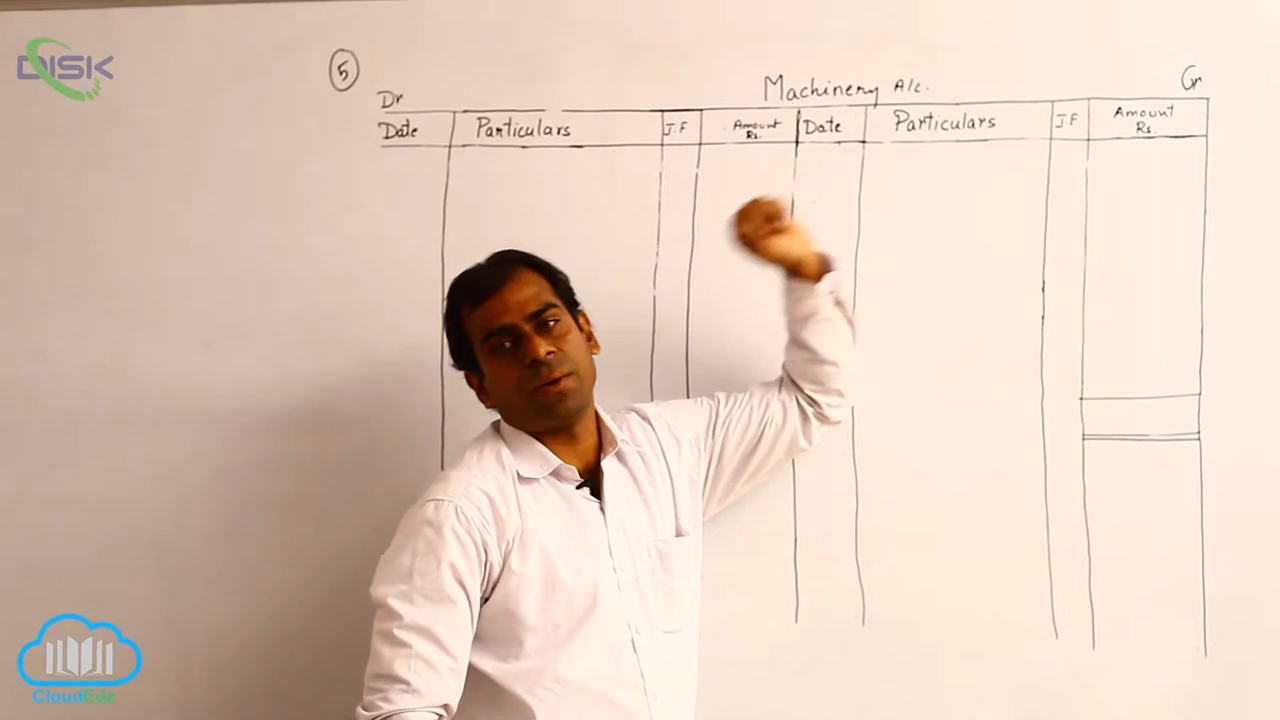 DISK
5
Machinery A/c.
Dr
Cr
Date Particulars J.F Amount Rs. Date Particulars J.F Amount Rs.
CloudEdz